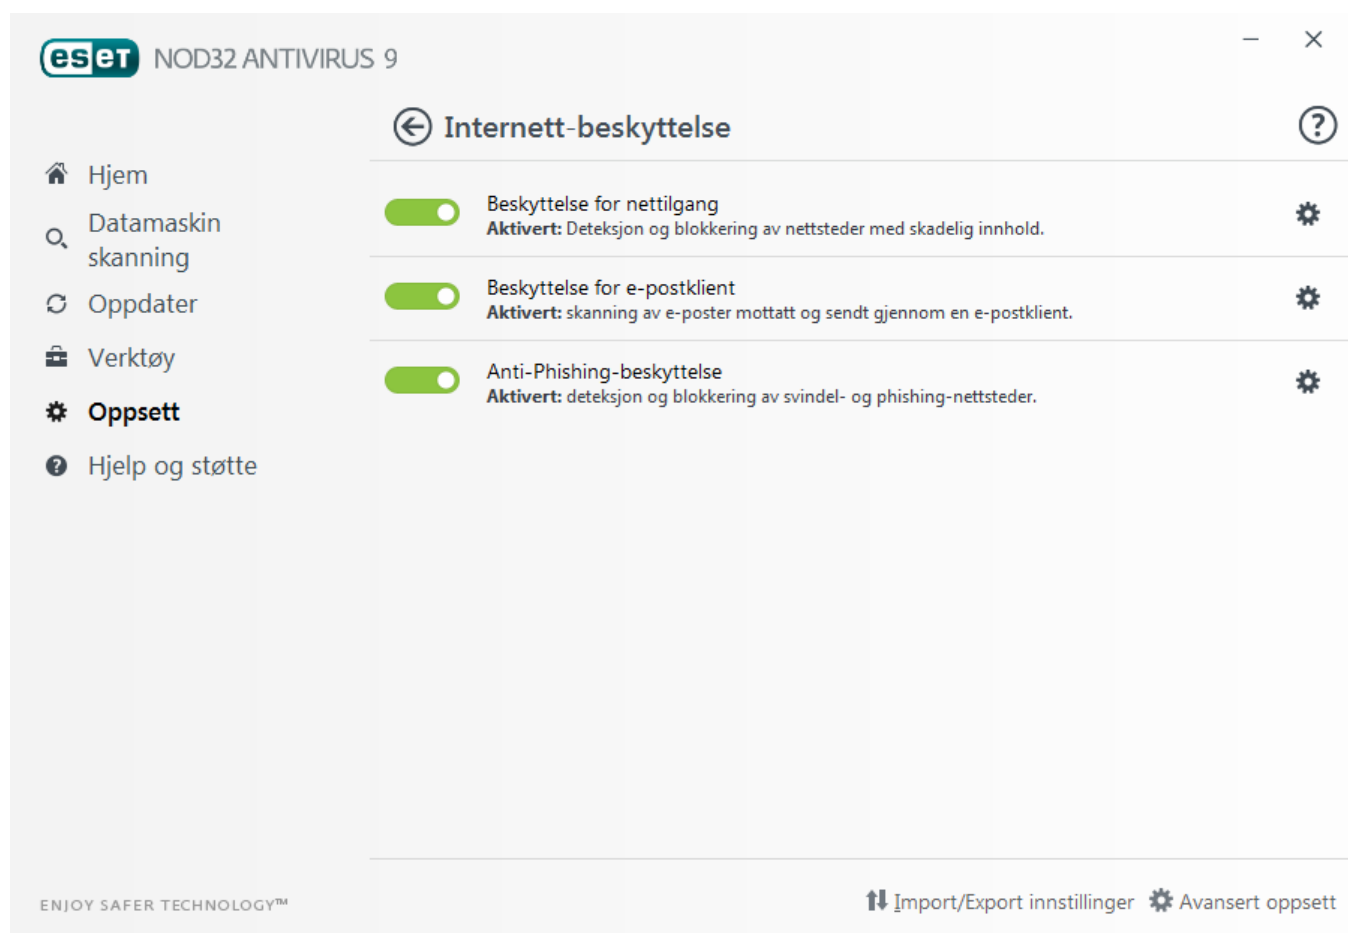 eset NOD32 ANTIVIRUS 9
Internett-beskyttelse
Hjem
Datamaskin
skanning
Oppdater
Verktøy
Oppsett
Hjelp og støtte
Beskyttelse for nettilgang
Aktivert: Deteksjon og blokkering av nettsteder med skadelig innhold.
Beskyttelse for e-postklient
Aktivert: skanning av e-poster mottatt og sendt gjennom en e-postklient.
Anti-Phishing-beskyttelse
Aktivert: deteksjon og blokkering av svindel- og phishing-nettsteder.
ENJOY SAFER TECHNOLOGY™
Import/Export innstillinger Avansert oppsett